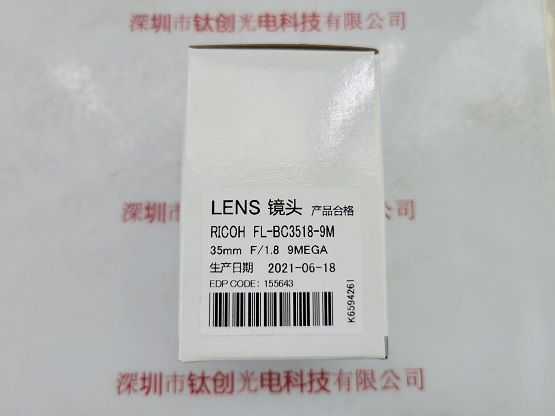 深圳市钛创光电科技有限公司
LENS 镜头 产品合格
RICOH FL-BC3518-9M
35mm F/1.8 9MEGA
生产日期 2021-06-18
EDP CODE: 155643
K6594261
深圳市钛创光电科技有限公司
深圳市钛创光电科技有限公司